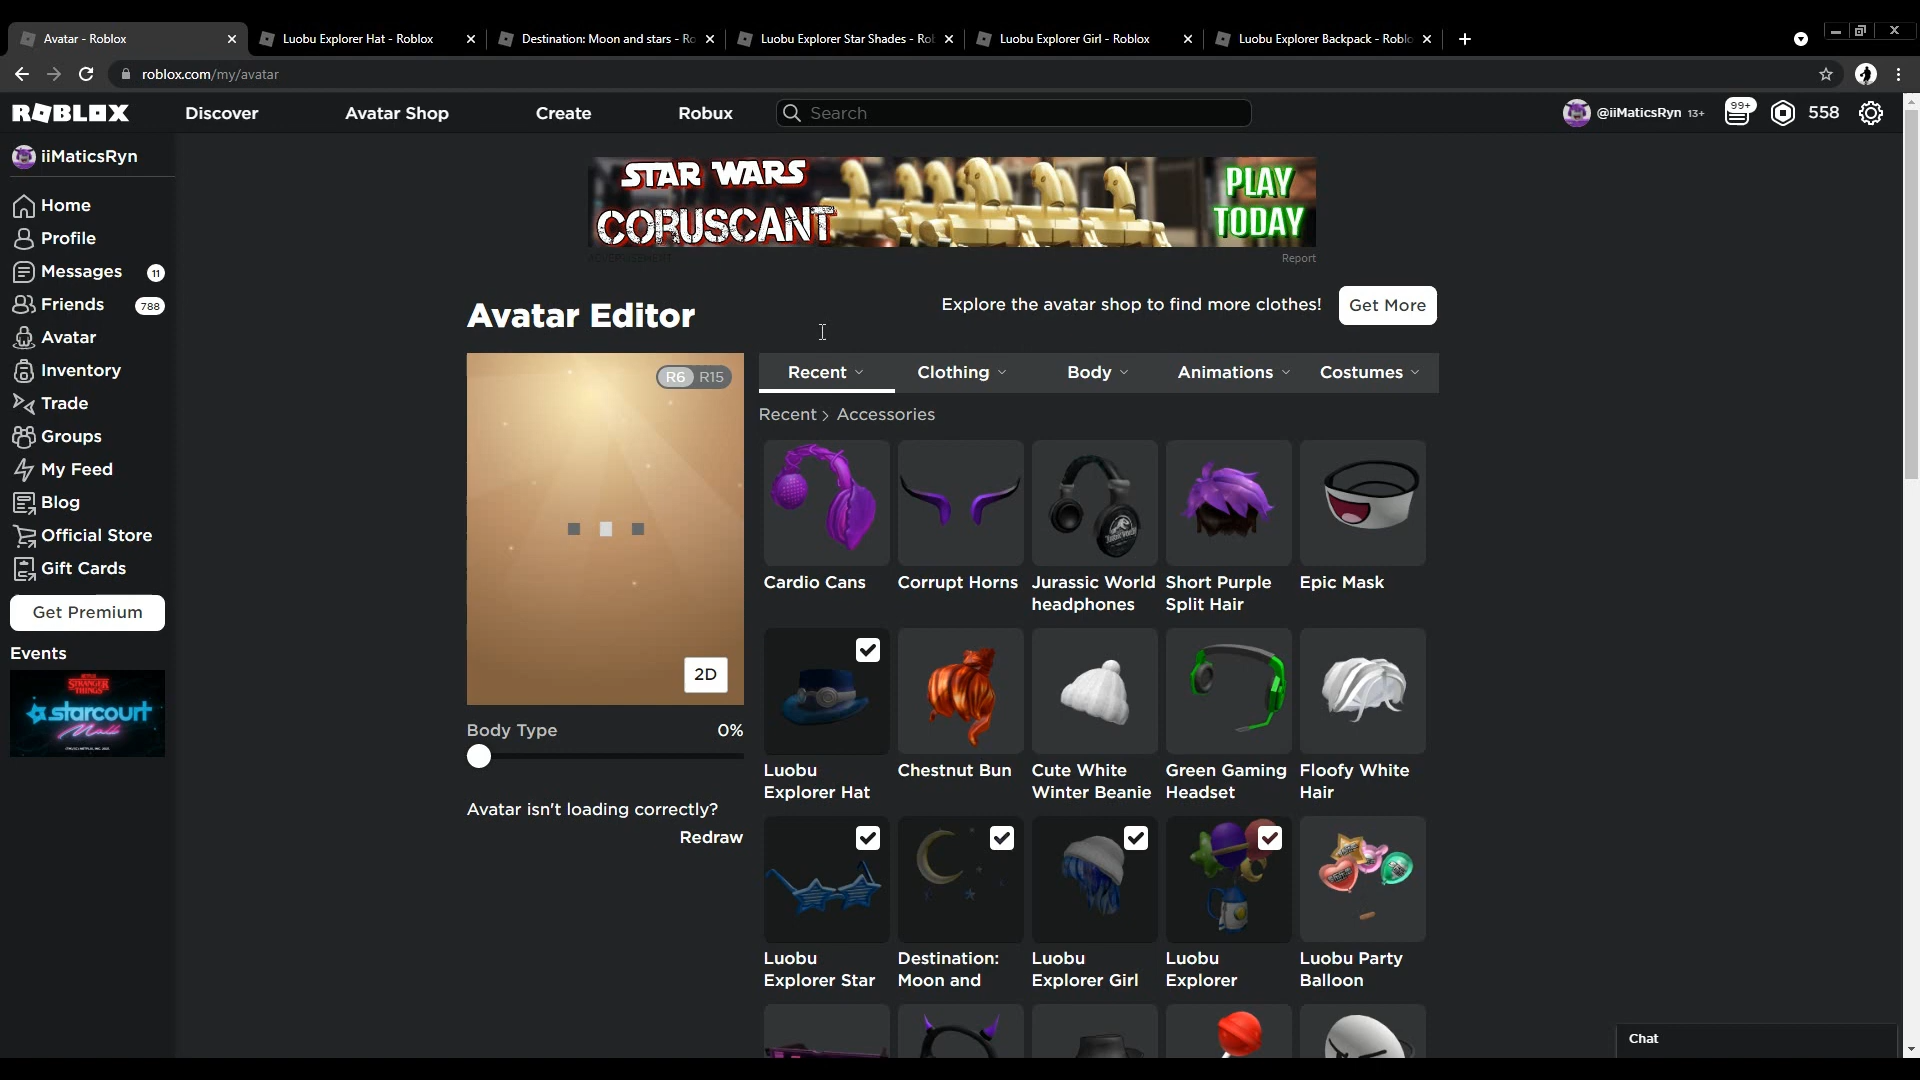 Avatar - Roblox
Luobu Explorer Hat - Roblox
Destination: Moon and stars - Ro
Luobu Explorer Star Shades - Rob
Luobu Explorer Girl - Roblox
Luobu Explorer Backpack - Roblo
roblox.com/my/avatar
ROBLOX
Discover
Avatar Shop
Create
Robux
Search
@iiMaticsRyn 13+
99+
558
iiMaticsRyn
Home
Profile
Messages 11
Friends 788
Avatar
Inventory
Trade
Groups
My Feed
Blog
Official Store
Gift Cards
Get Premium
Events
STRANGER THINGS
starcourt
Mall
STAR WARS
CORUSCANT
PLAY
TODAY
ADVERTISEMENT
Report
Avatar Editor
Explore the avatar shop to find more clothes!
Get More
R6 R15
2D
Body Type 0%
Avatar isn't loading correctly?
Redraw
Recent
Clothing
Body
Animations
Costumes
Recent > Accessories
Cardio Cans
Corrupt Horns
Jurassic World
headphones
Short Purple
Split Hair
Epic Mask
Luobu
Explorer Hat
Chestnut Bun
Cute White
Winter Beanie
Green Gaming
Headset
Floofy White
Hair
Luobu
Explorer Star
Destination:
Moon and
Luobu
Explorer Girl
Luobu
Explorer
Luobu Party
Balloon
Chat